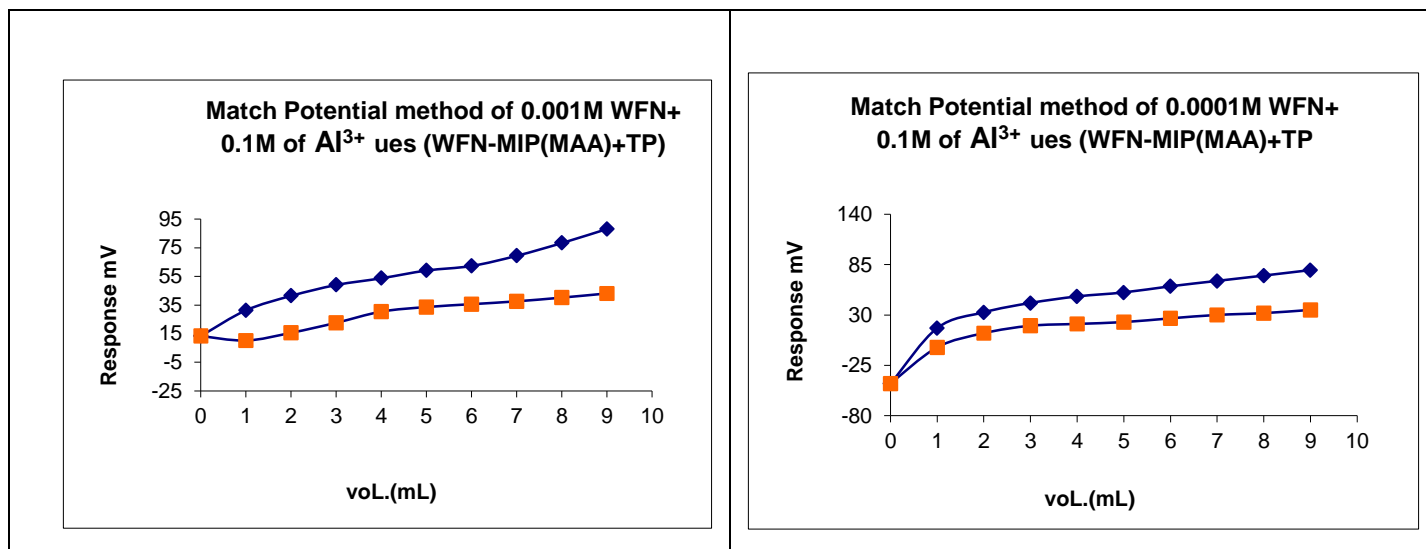 Match Potential method of 0.001M WFN+
0.1M of Al³⁺ ues (WFN-MIP(MAA)+TP)
Response mV
95
75
55
35
15
-5
-25
0 1 2 3 4 5 6 7 8 9 10
voL.(mL)
Match Potential method of 0.0001M WFN+
0.1M of Al³⁺ ues (WFN-MIP(MAA)+TP
Response mV
140
85
30
-25
-80
0 1 2 3 4 5 6 7 8 9 10
voL.(mL)